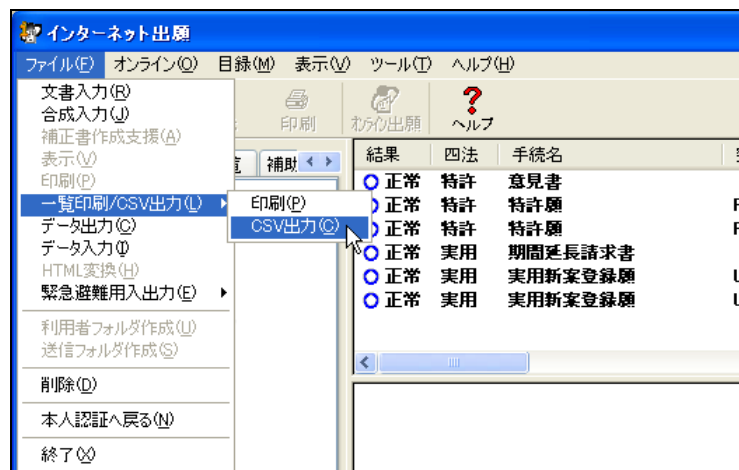 インターネット出願
ファイル(F) オンライン(O) 目録(M) 表示(V) ツール(T) ヘルプ(H)
印刷 オンライン出願 ヘルプ
文書入力(R)
合成入力(J)
補正書作成支援(A)
表示(V)
印刷(P)
一覧印刷/CSV出力(L)
データ出力(C)
データ入力(I)
HTML変換(H)
緊急避難用入出力(E)
利用者フォルダ作成(U)
送信フォルダ作成(S)
削除(D)
本人認証へ戻る(N)
終了(X)
印刷(P)
CSV出力(C)
補助
結果 四法 手続名
正常 特許 意見書
正常 特許 特許願
正常 特許 特許願
正常 実用 期間延長請求書
正常 実用 実用新案登録願
正常 実用 実用新案登録願